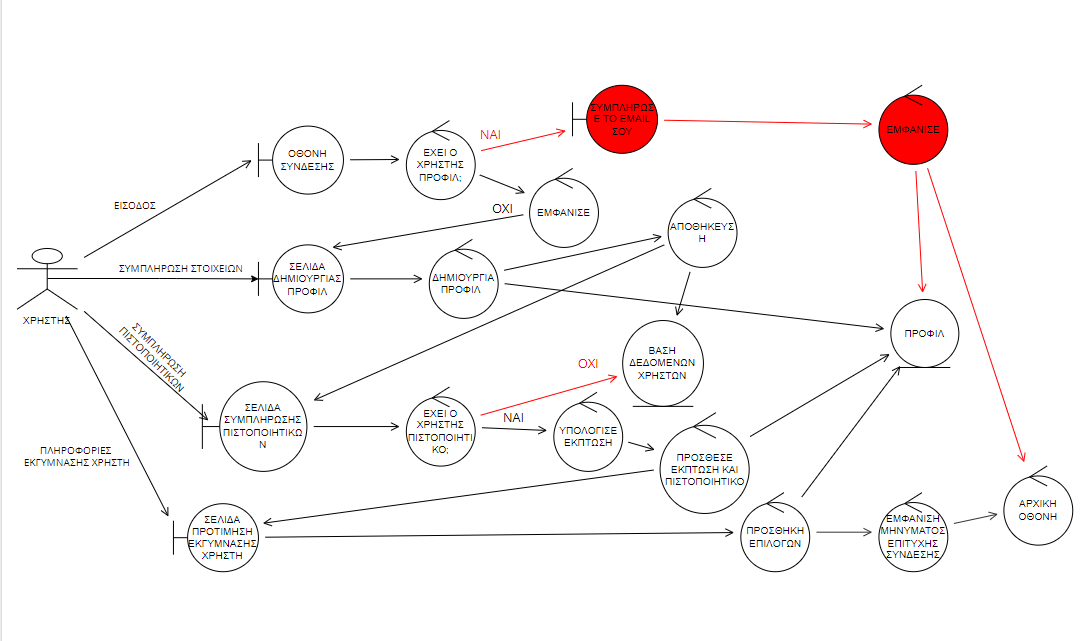 ΣΥΜΠΛΗΡΩΣ
Ε ΤΟ EMAIL
ΣΟΥ
ΕΜΦΑΝΙΣΕ
ΝΑΙ
ΟΘΟΝΗ
ΣΥΝΔΕΣΗΣ
ΕΧΕΙ Ο
ΧΡΗΣΤΗΣ
ΠΡΟΦΙΛ;
ΕΙΣΟΔΟΣ
ΟΧΙ
ΕΜΦΑΝΙΣΕ
ΑΠΟΘΗΚΕΥΣ
Η
ΣΥΜΠΛΗΡΩΣΗ ΣΤΟΙΧΕΙΩΝ
ΣΕΛΙΔΑ
ΔΗΜΙΟΥΡΓΙΑΣ
ΠΡΟΦΙΛ
ΔΗΜΙΟΥΡΓΙΑ
ΠΡΟΦΙΛ
ΧΡΗΣΤΗΣ
ΣΥΜΠΛΗΡΩΣΗ
ΠΙΣΤΟΠΟΙΗΤΙΚΩΝ
ΠΡΟΦΙΛ
ΒΑΣΗ
ΔΕΔΟΜΕΝΩΝ
ΧΡΗΣΤΩΝ
ΟΧΙ
ΣΕΛΙΔΑ
ΣΥΜΠΛΗΡΩΣΗΣ
ΠΙΣΤΟΠΟΙΗΤΙΚΩ
Ν
ΕΧΕΙ Ο
ΧΡΗΣΤΗΣ
ΠΙΣΤΟΠΟΙΗΤΙ
ΚΟ;
ΝΑΙ
ΥΠΟΛΟΓΙΣΕ
ΕΚΠΤΩΣΗ
ΠΡΟΣΘΕΣΕ
ΕΚΠΤΩΣΗ ΚΑΙ
ΠΙΣΤΟΠΟΙΗΤΙΚΟ
ΠΛΗΡΟΦΟΡΙΕΣ
ΕΚΓΥΜΝΑΣΗΣ ΧΡΗΣΤΗ
ΣΕΛΙΔΑ
ΠΡΟΤΙΜΗΣΗ
ΕΚΓΥΜΝΑΣΗΣ
ΧΡΗΣΤΗ
ΠΡΟΣΘΗΚΗ
ΕΠΙΛΟΓΩΝ
ΕΜΦΑΝΙΣΗ
ΜΗΝΥΜΑΤΟΣ
ΕΠΙΤΥΧΗΣ
ΣΥΝΔΕΣΗΣ
ΑΡΧΙΚΗ
ΟΘΟΝΗ